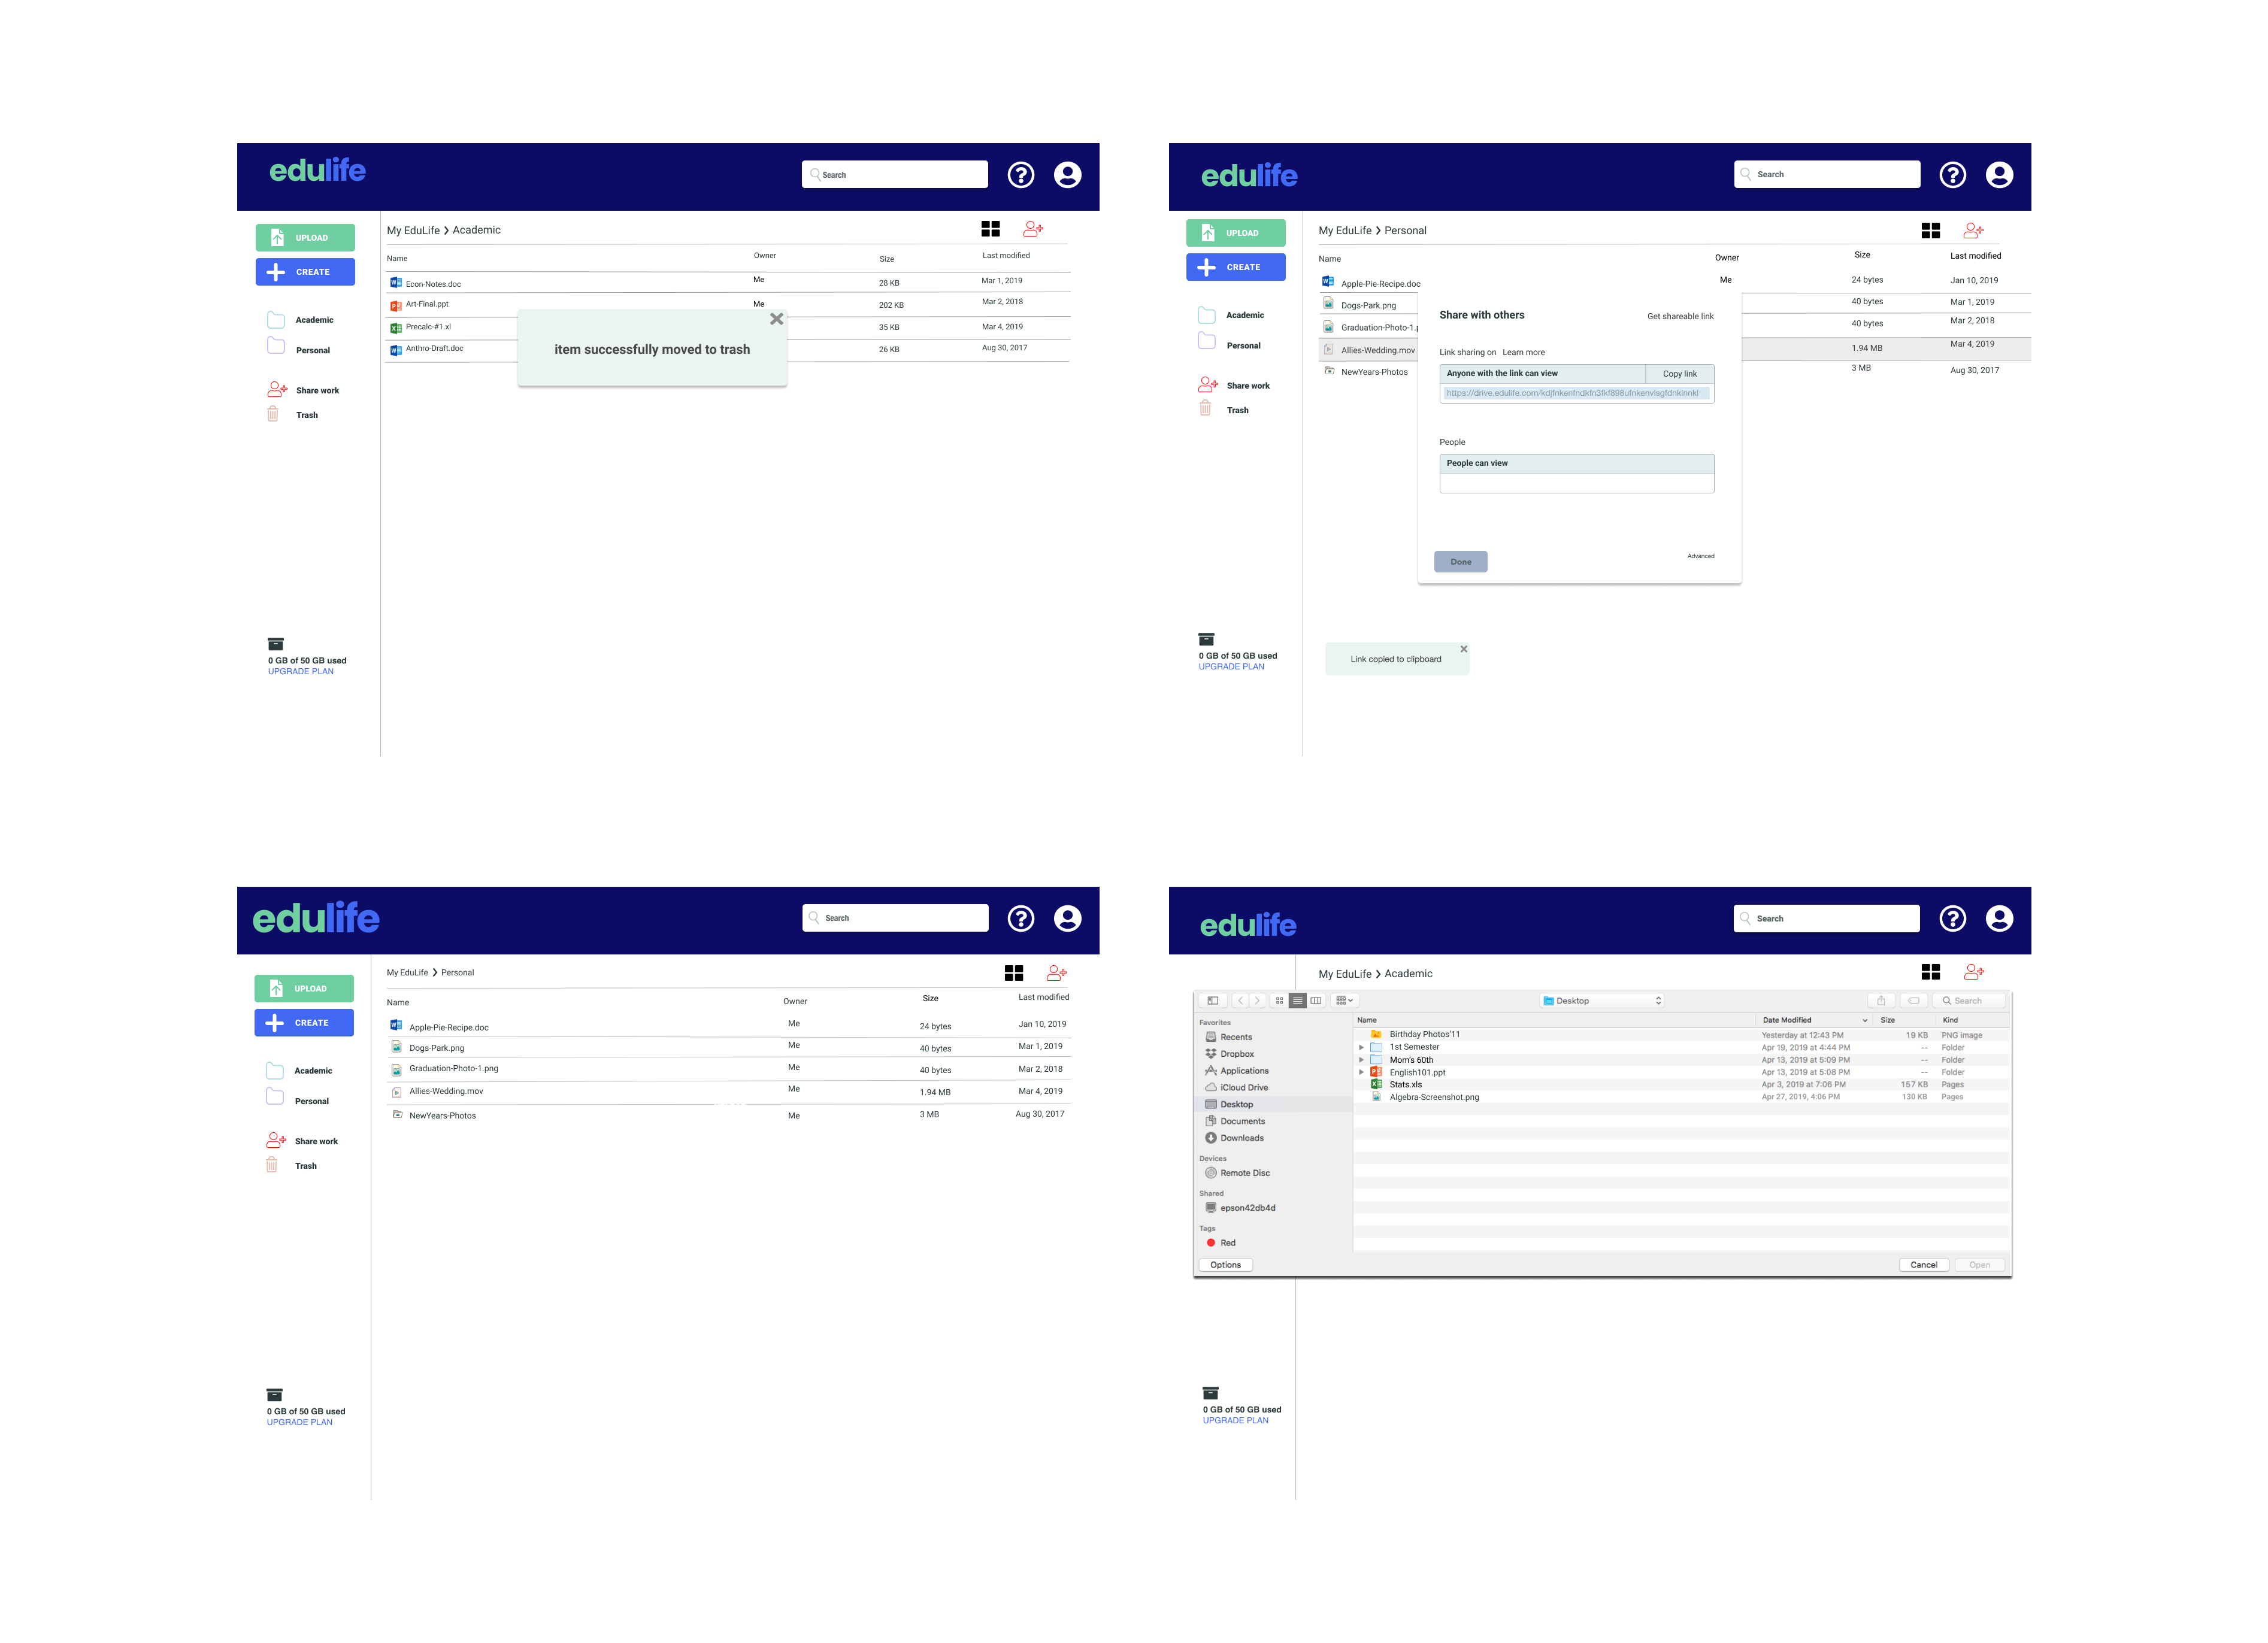 edulife
Search
UPLOAD
CREATE
Academic
Personal
Share work
Trash
0 GB of 50 GB used
UPGRADE PLAN
My EduLife Academic
Name Owner Size Last modified
Econ-Notes.doc Me 28 KB Mar 1, 2019
Art-Final.ppt Me 202 KB Mar 2, 2018
Precalc-#1.xl 35 KB Mar 4, 2019
Anthro-Draft.doc 26 KB Aug 30, 2017
item successfully moved to trash
edulife
Search
UPLOAD
CREATE
Academic
Personal
Share work
Trash
0 GB of 50 GB used
UPGRADE PLAN
My EduLife Personal
Name Owner Size Last modified
Apple-Pie-Recipe.doc Me 24 bytes Jan 10, 2019
Dogs-Park.png 40 bytes Mar 1, 2019
Graduation-Photo-1.p 40 bytes Mar 2, 2018
Allies-Wedding.mov 1.94 MB Mar 4, 2019
NewYears-Photos 3 MB Aug 30, 2017
Share with others Get shareable link
Link sharing on Learn more
Anyone with the link can view Copy link
People
People can view
Done Advanced
Link copied to clipboard
edulife
Search
UPLOAD
CREATE
Academic
Personal
Share work
Trash
0 GB of 50 GB used
UPGRADE PLAN
My EduLife Personal
Name Owner Size Last modified
Apple-Pie-Recipe.doc Me 24 bytes Jan 10, 2019
Dogs-Park.png Me 40 bytes Mar 1, 2019
Graduation-Photo-1.png Me 40 bytes Mar 2, 2018
Allies-Wedding.mov Me 1.94 MB Mar 4, 2019
NewYears-Photos Me 3 MB Aug 30, 2017
edulife
Search
My EduLife Academic
Desktop
Search
Favorites
Recents
Dropbox
Applications
iCloud Drive
Desktop
Documents
Downloads
Devices
Remote Disc
Shared
epson42db4d
Tags
Red
Options
Name Date Modified Size Kind
Birthday Photos'11 Yesterday at 12:43 PM 19 KB PNG image
1st Semester Apr 19, 2019 at 4:44 PM -- Folder
Mom's 60th Apr 13, 2019 at 5:09 PM -- Folder
English101.ppt Apr 13, 2019 at 5:08 PM -- Folder
Stats.xls Apr 3, 2019 at 7:06 PM 157 KB Pages
Algebra-Screenshot.png Apr 27, 2019, 4:06 PM 130 KB Pages
Cancel Open
0 GB of 50 GB used
UPGRADE PLAN